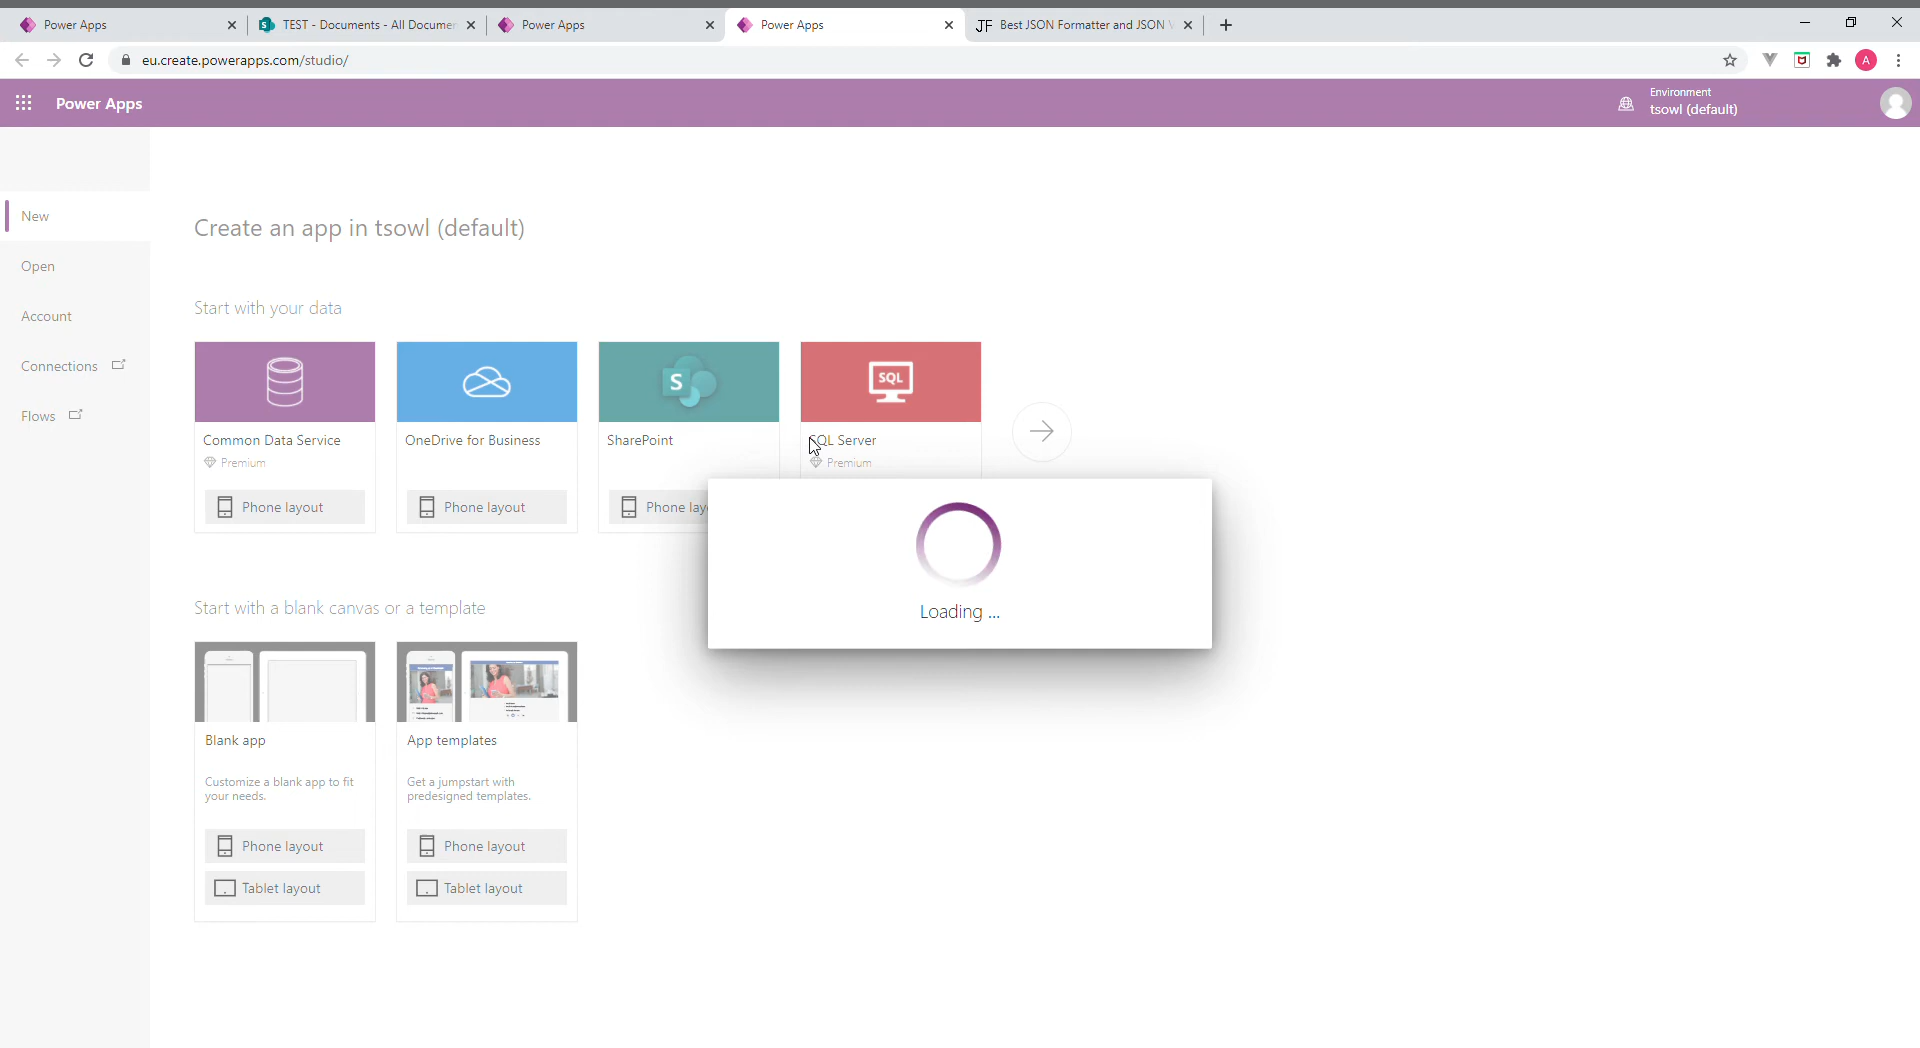 Power Apps
TEST - Documents - All Documen
Power Apps
Power Apps
JF Best JSON Formatter and JSON V
eu.create.powerapps.com/studio/
A
Power Apps
Environment
tsowl (default)
New
Open
Account
Connections
Flows
Create an app in tsowl (default)
Start with your data
SQL
S
Common Data Service
Premium
Phone layout
OneDrive for Business
Phone layout
SharePoint
Phone lay
SQL Server
Premium
Loading ...
Start with a blank canvas or a template
Blank app
Customize a blank app to fit
your needs.
Phone layout
Tablet layout
App templates
Get a jumpstart with
predesigned templates.
Phone layout
Tablet layout